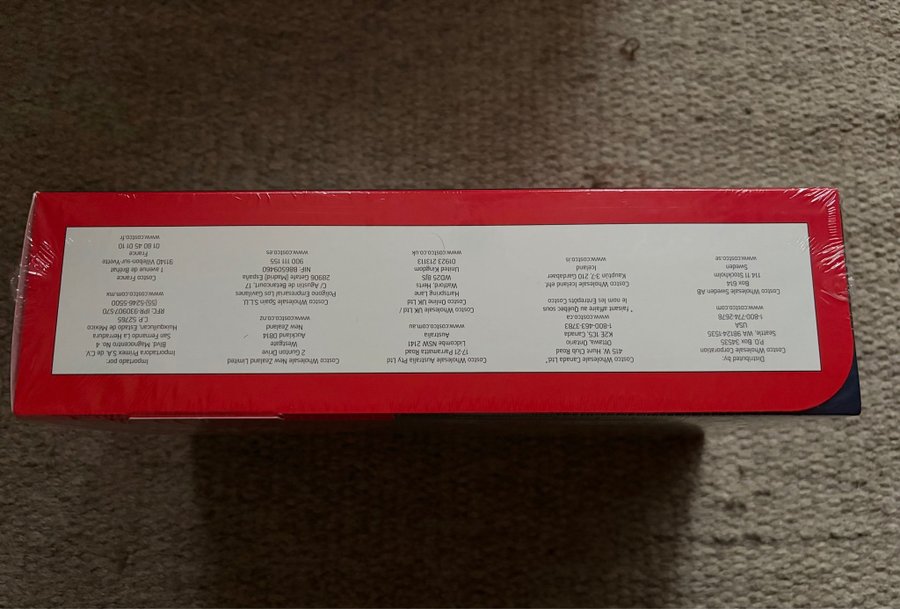 Distributed by:
Costco Wholesale Corporation
P.O. Box 34535
Seattle, WA 98124-1535
USA
1-800-774-2678
www.costco.com
Costco Wholesale Sweden AB
Box 614
114 11 Stockholm
Sweden
www.costco.se
Costco Wholesale Canada Ltd.*
415 W. Hunt Club Road
Ottawa, Ontario
K2E 1C5, Canada
1-800-463-3783
www.costco.ca
* faisant affaire au Québec sous
le nom les Entrepôts Costco
Costco Wholesale Iceland ehf.
Kauptún 3-7, 210 Gardabaer
Iceland
www.costco.is
Costco Wholesale Australia Pty Ltd
17-21 Parramatta Road
Lidcombe NSW 2141
Australia
www.costco.com.au
Costco Wholesale UK Ltd /
Costco Online UK Ltd
Hartspring Lane
Watford, Herts
WD25 8JS
United Kingdom
01923 213113
www.costco.co.uk
Costco Wholesale New Zealand Limited
2 Gunton Drive
Westgate
Auckland 0814
New Zealand
www.costco.co.nz
Costco Wholesale Spain S.L.U.
Polígono Empresarial Los Gavilanes
C/ Agustín de Betancourt, 17
28906 Getafe (Madrid) España
NIF: B86509460
900 111 155
www.costco.es
Importado por:
Importadora Primex S.A. de C.V.
Blvd. Magnocentro No. 4
San Fernando La Herradura
Huixquilucan, Estado de México
C.P. 52765
RFC: IPR-930907-S70
(55)-5246-5500
www.costco.com.mx
Costco France
1 avenue de Bréhat
91140 Villebon-sur-Yvette
France
01 80 45 01 10
www.costco.fr